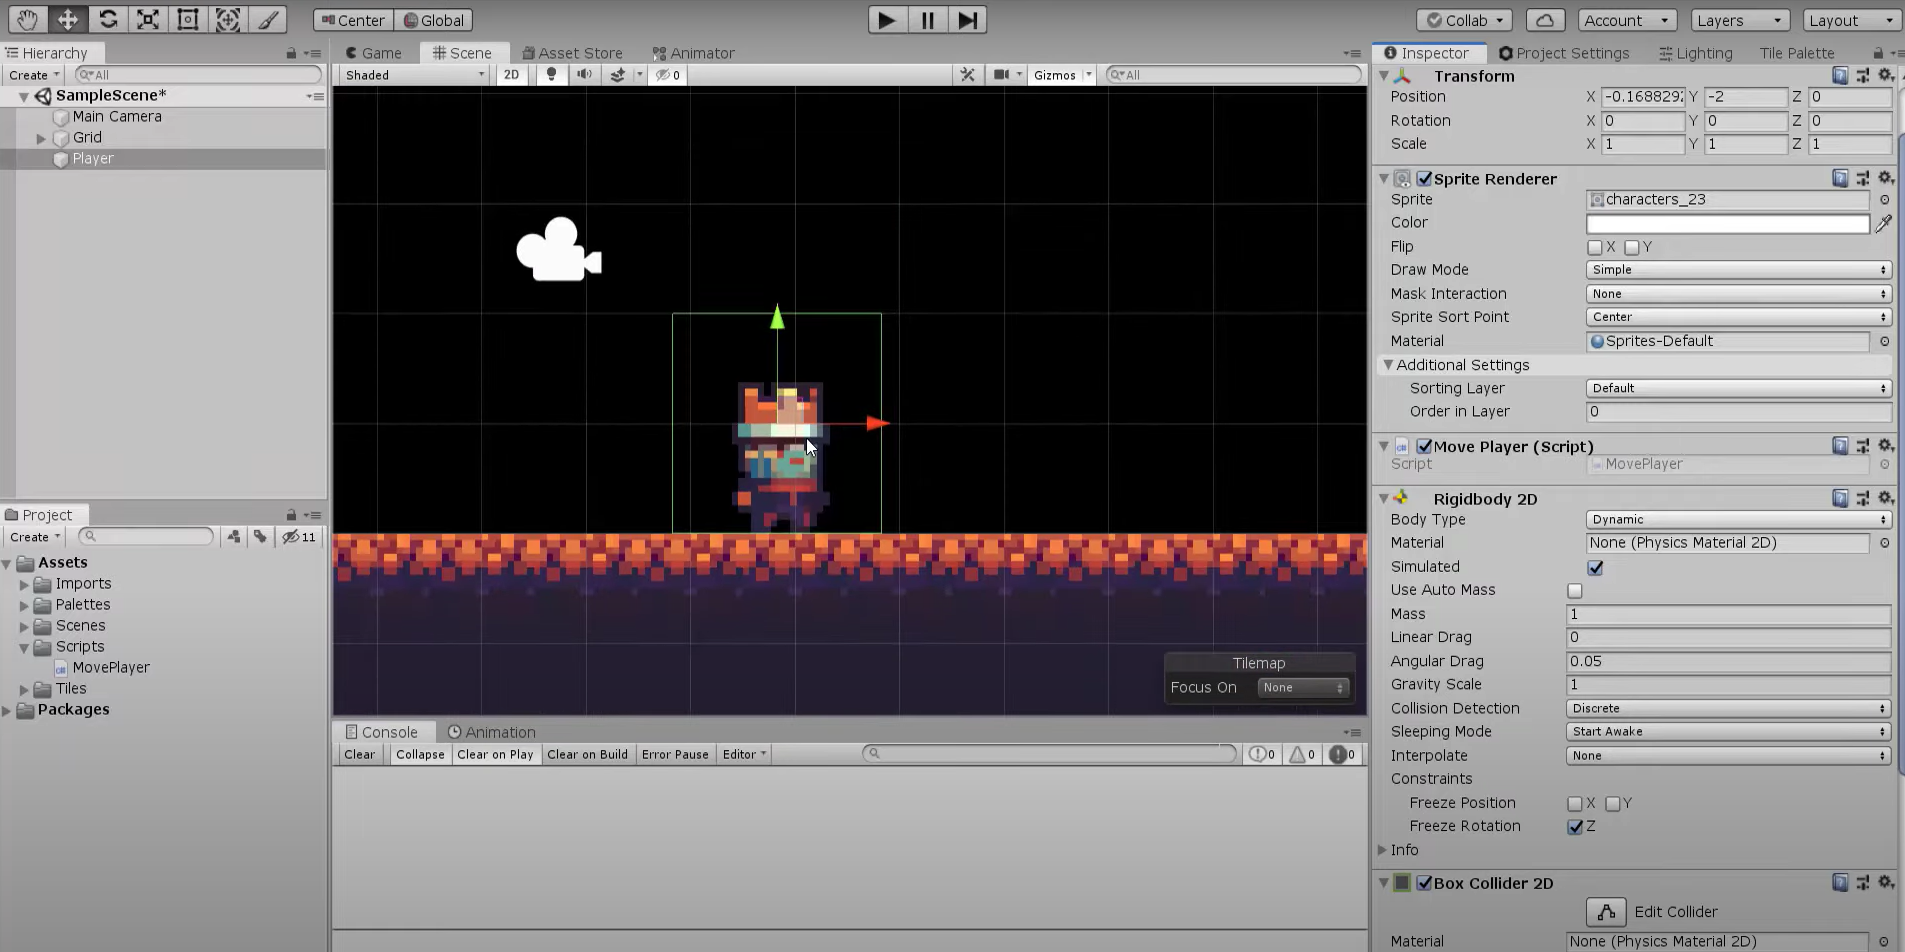 Center Global Collab Account Layers Layout
Hierarchy
Create All
SampleScene*
Main Camera
Grid
Player
Game Scene Asset Store Animator
Shaded 2D 0 Gizmos All
Tilemap
Focus On None
Inspector Project Settings Lighting Tile Palette
Transform
Position X -0.1688292 Y -2 Z 0
Rotation X 0 Y 0 Z 0
Scale X 1 Y 1 Z 1
Sprite Renderer
Sprite characters_23
Color
Flip X Y
Draw Mode Simple
Mask Interaction None
Sprite Sort Point Center
Material Sprites-Default
Additional Settings
Sorting Layer Default
Order in Layer 0
Move Player (Script)
Script MovePlayer
Rigidbody 2D
Body Type Dynamic
Material None (Physics Material 2D)
Simulated
Use Auto Mass
Mass 1
Linear Drag 0
Angular Drag 0.05
Gravity Scale 1
Collision Detection Discrete
Sleeping Mode Start Awake
Interpolate None
Constraints
Freeze Position X Y
Freeze Rotation Z
Info
Box Collider 2D
Edit Collider
Material None (Physics Material 2D)
Project
Create 11
Assets
Imports
Palettes
Scenes
Scripts
MovePlayer
Tiles
Packages
Console Animation
Clear Collapse Clear on Play Clear on Build Error Pause Editor 0 0 0